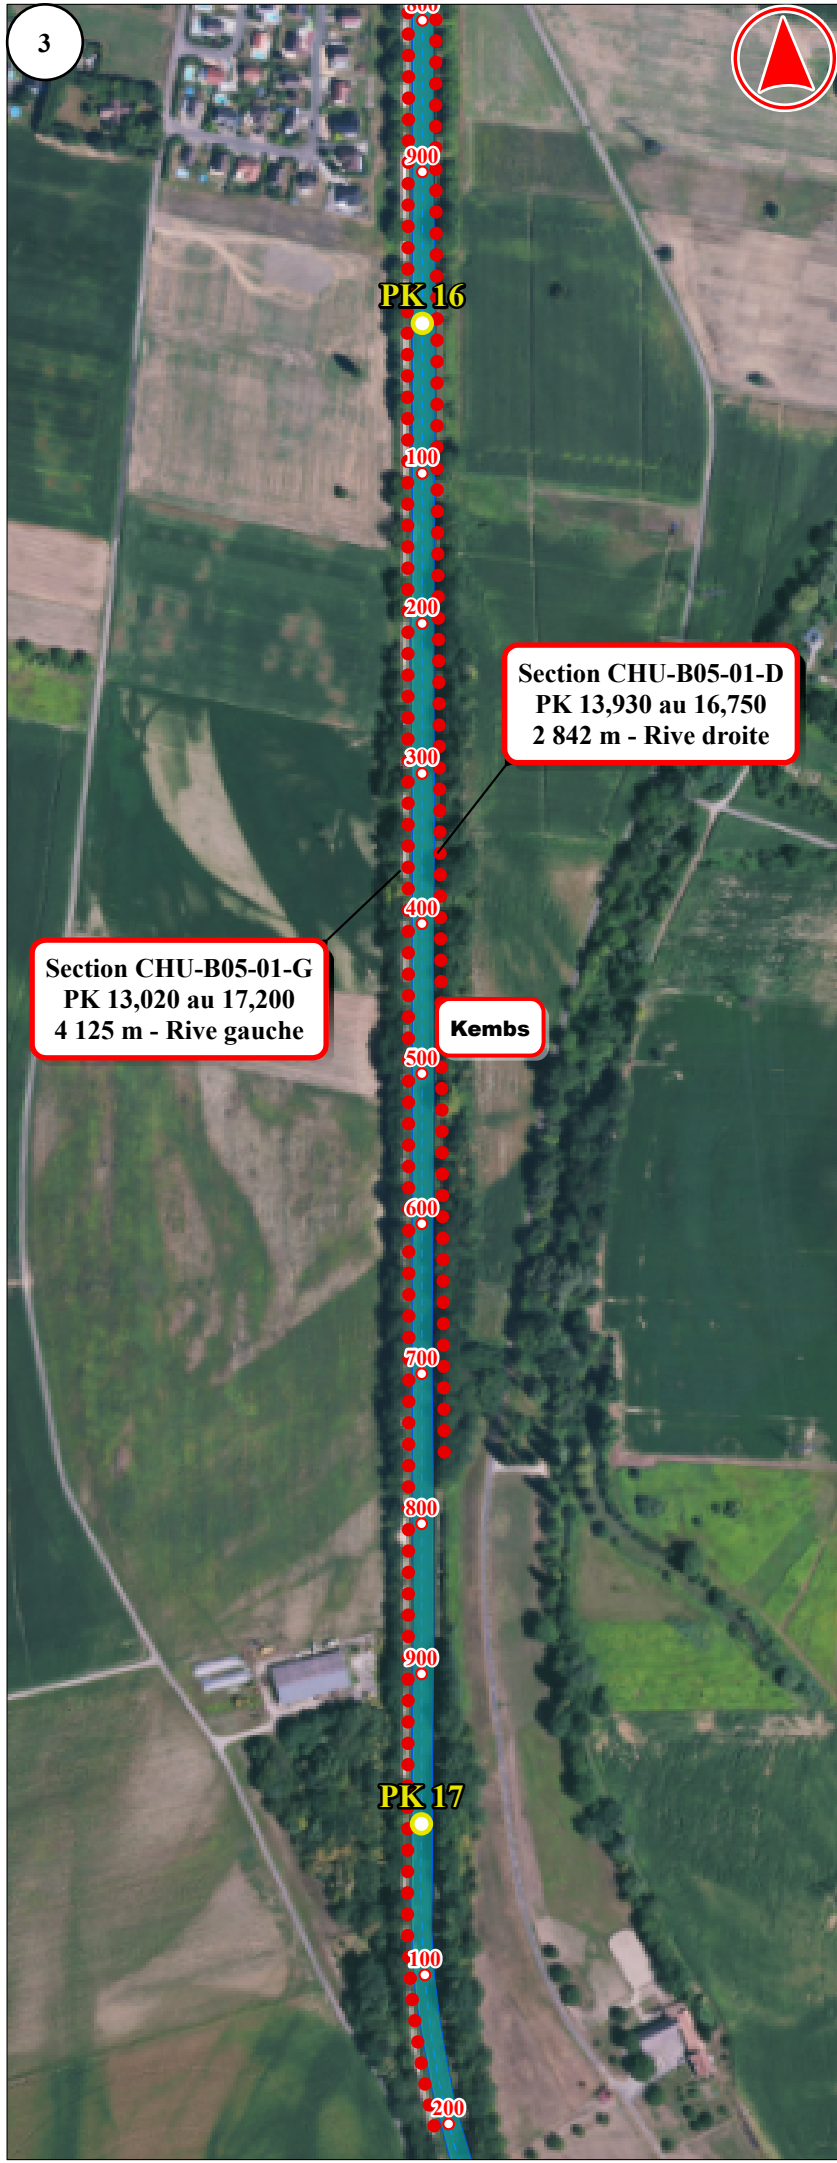 3
800
900
PK 16
100
200
Section CHU-B05-01-D
PK 13,930 au 16,750
2 842 m - Rive droite
300
400
Section CHU-B05-01-G
PK 13,020 au 17,200
4 125 m - Rive gauche
Kembs
500
600
700
800
900
PK 17
100
200